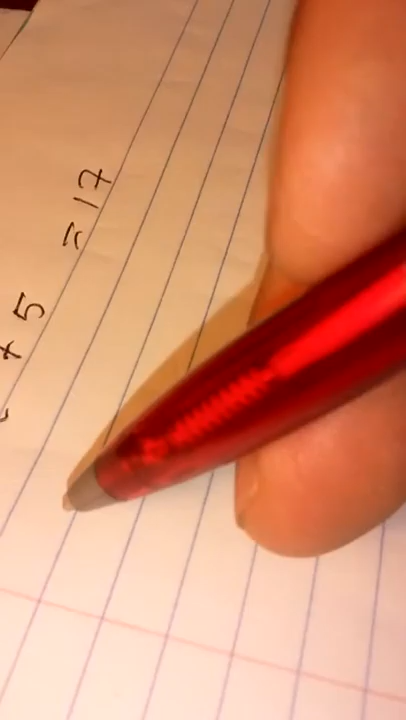 + 5 = 17